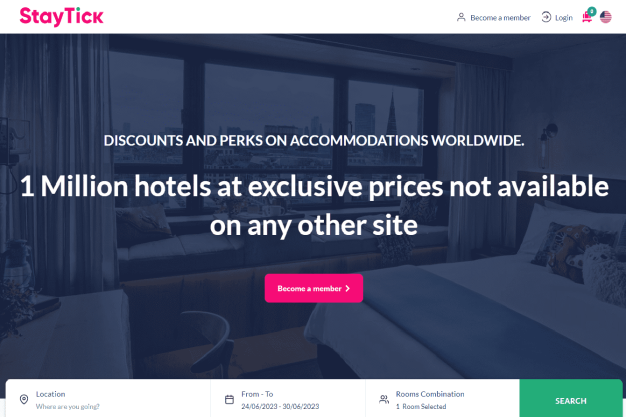 StayTick
Become a member
Login
0
DISCOUNTS AND PERKS ON ACCOMMODATIONS WORLDWIDE.
1 Million hotels at exclusive prices not available
on any other site
Become a member
Location
Where are you going?
From - To
24/06/2023 - 30/06/2023
Rooms Combination
1 Room Selected
SEARCH